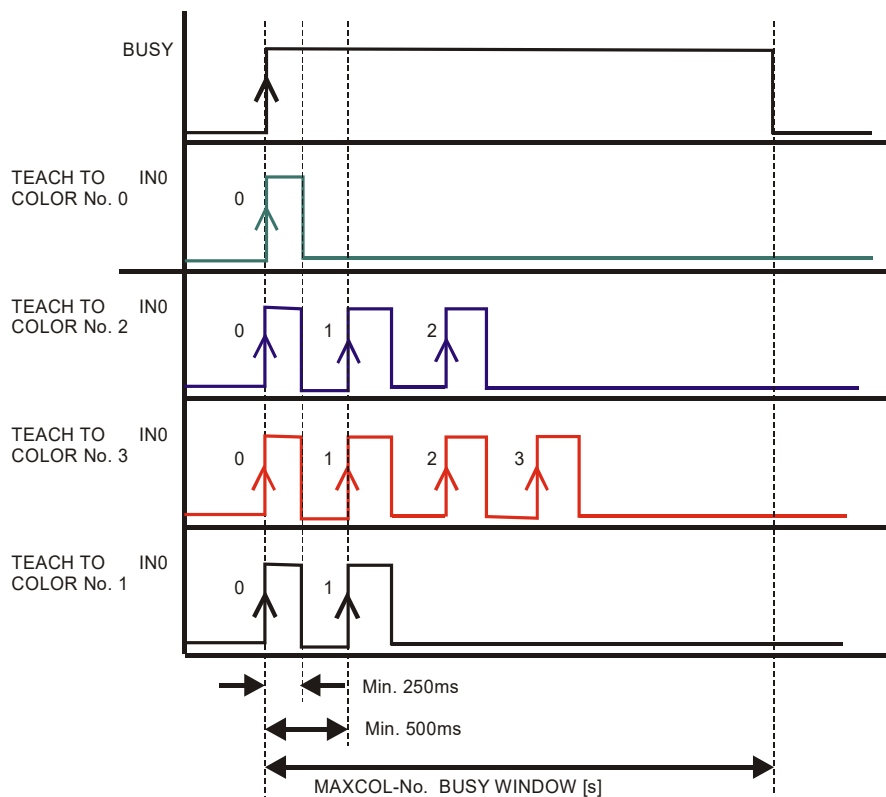 BUSY
TEACH TO IN0
COLOR No. 0
0
TEACH TO IN0
COLOR No. 2
0 1 2
TEACH TO IN0
COLOR No. 3
0 1 2 3
TEACH TO IN0
COLOR No. 1
0 1
Min. 250ms
Min. 500ms
MAXCOL-No. BUSY WINDOW [s]